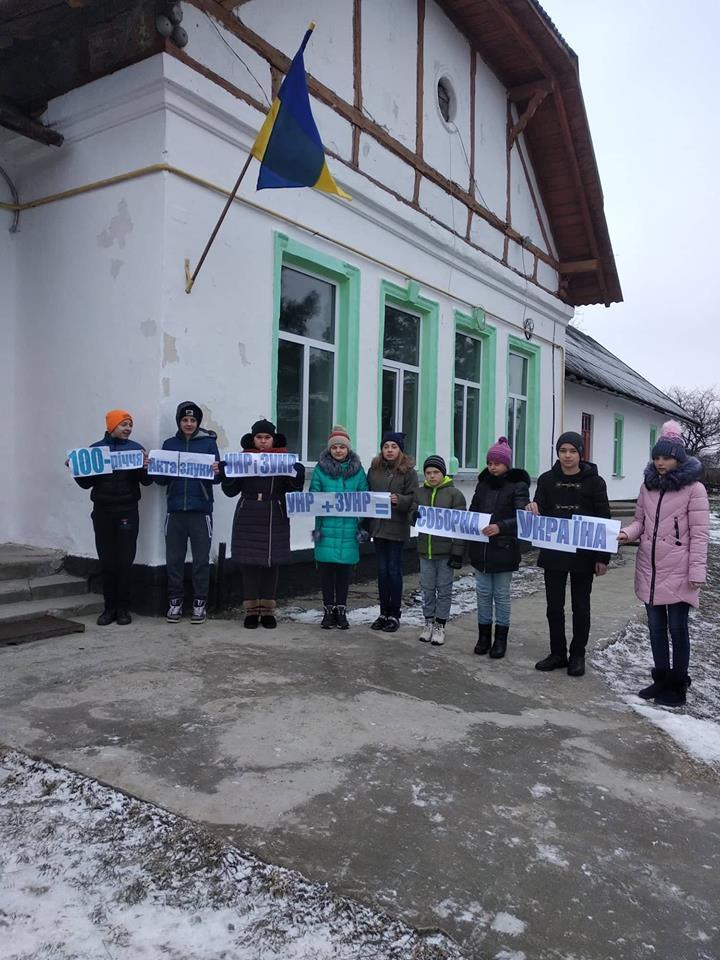 100-річчя
Акта злуки
УНР і ЗУНР
УНР + ЗУНР =
СОБОРНА
УКРАЇНА